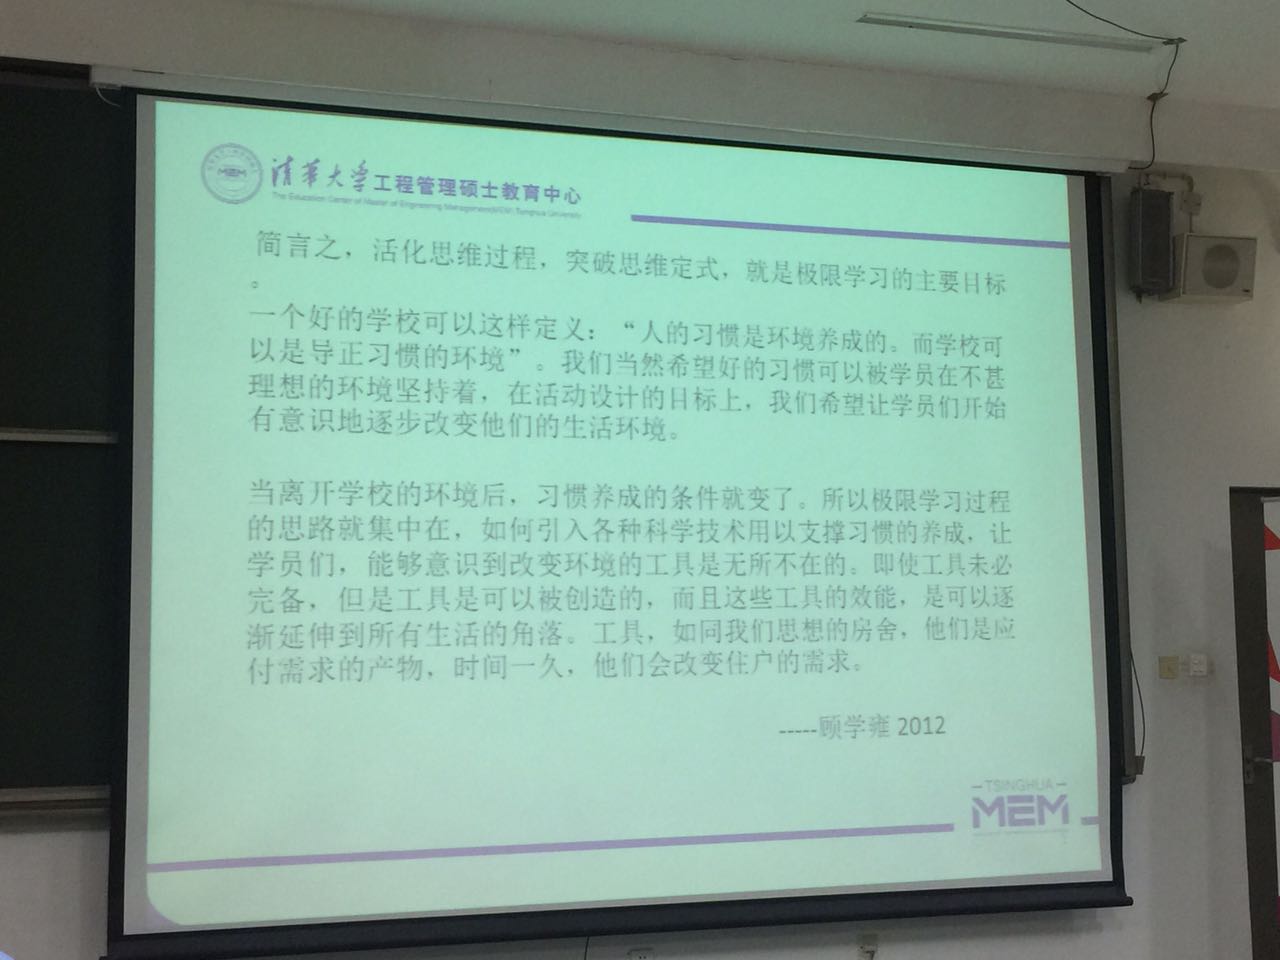 清华大学工程管理硕士教育中心
The Education Center of Master of Engineering Management(MEM) Tsinghua University
简言之，活化思维过程，突破思维定式，就是极限学习的主要目标
。
一个好的学校可以这样定义：“人的习惯是环境养成的。而学校可
以是导正习惯的环境”。我们当然希望好的习惯可以被学员在不甚
理想的环境坚持着，在活动设计的目标上，我们希望让学员们开始
有意识地逐步改变他们的生活环境。
当离开学校的环境后，习惯养成的条件就变了。所以极限学习过程
的思路就集中在，如何引入各种科学技术用以支撑习惯的养成，让
学员们，能够意识到改变环境的工具是无所不在的。即使工具未必
完备，但是工具是可以被创造的，而且这些工具的效能，是可以逐
渐延伸到所有生活的角落。工具，如同我们思想的房舍，他们是应
付需求的产物，时间一久，他们会改变住户的需求。
-----顾学雍 2012
TSINGHUA
MEM